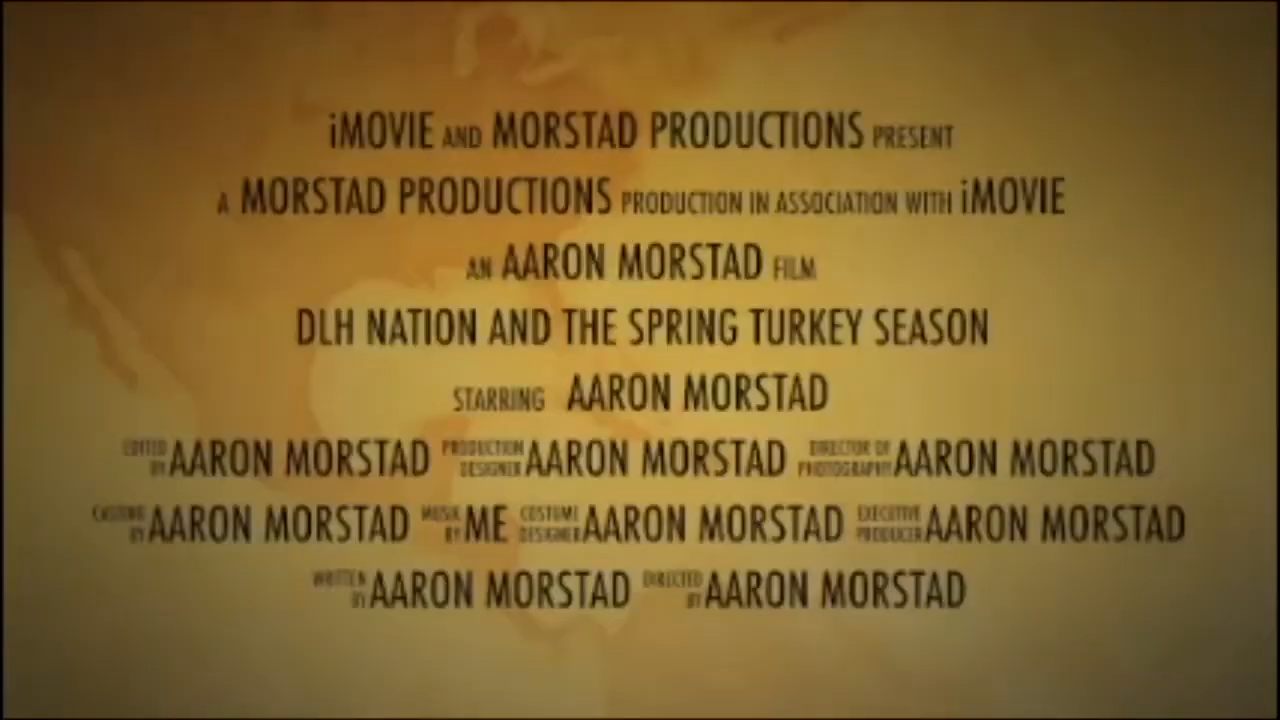 iMOVIE AND MORSTAD PRODUCTIONS PRESENT
A MORSTAD PRODUCTIONS PRODUCTION IN ASSOCIATION WITH iMOVIE
AN AARON MORSTAD FILM
DLH NATION AND THE SPRING TURKEY SEASON
STARRING AARON MORSTAD
EDITED BY AARON MORSTAD PRODUCTION DESIGNER AARON MORSTAD DIRECTOR OF PHOTOGRAPHY AARON MORSTAD
CASTING BY AARON MORSTAD MUSIC BY ME COSTUME DESIGNER AARON MORSTAD EXECUTIVE PRODUCER AARON MORSTAD
WRITTEN BY AARON MORSTAD DIRECTED BY AARON MORSTAD